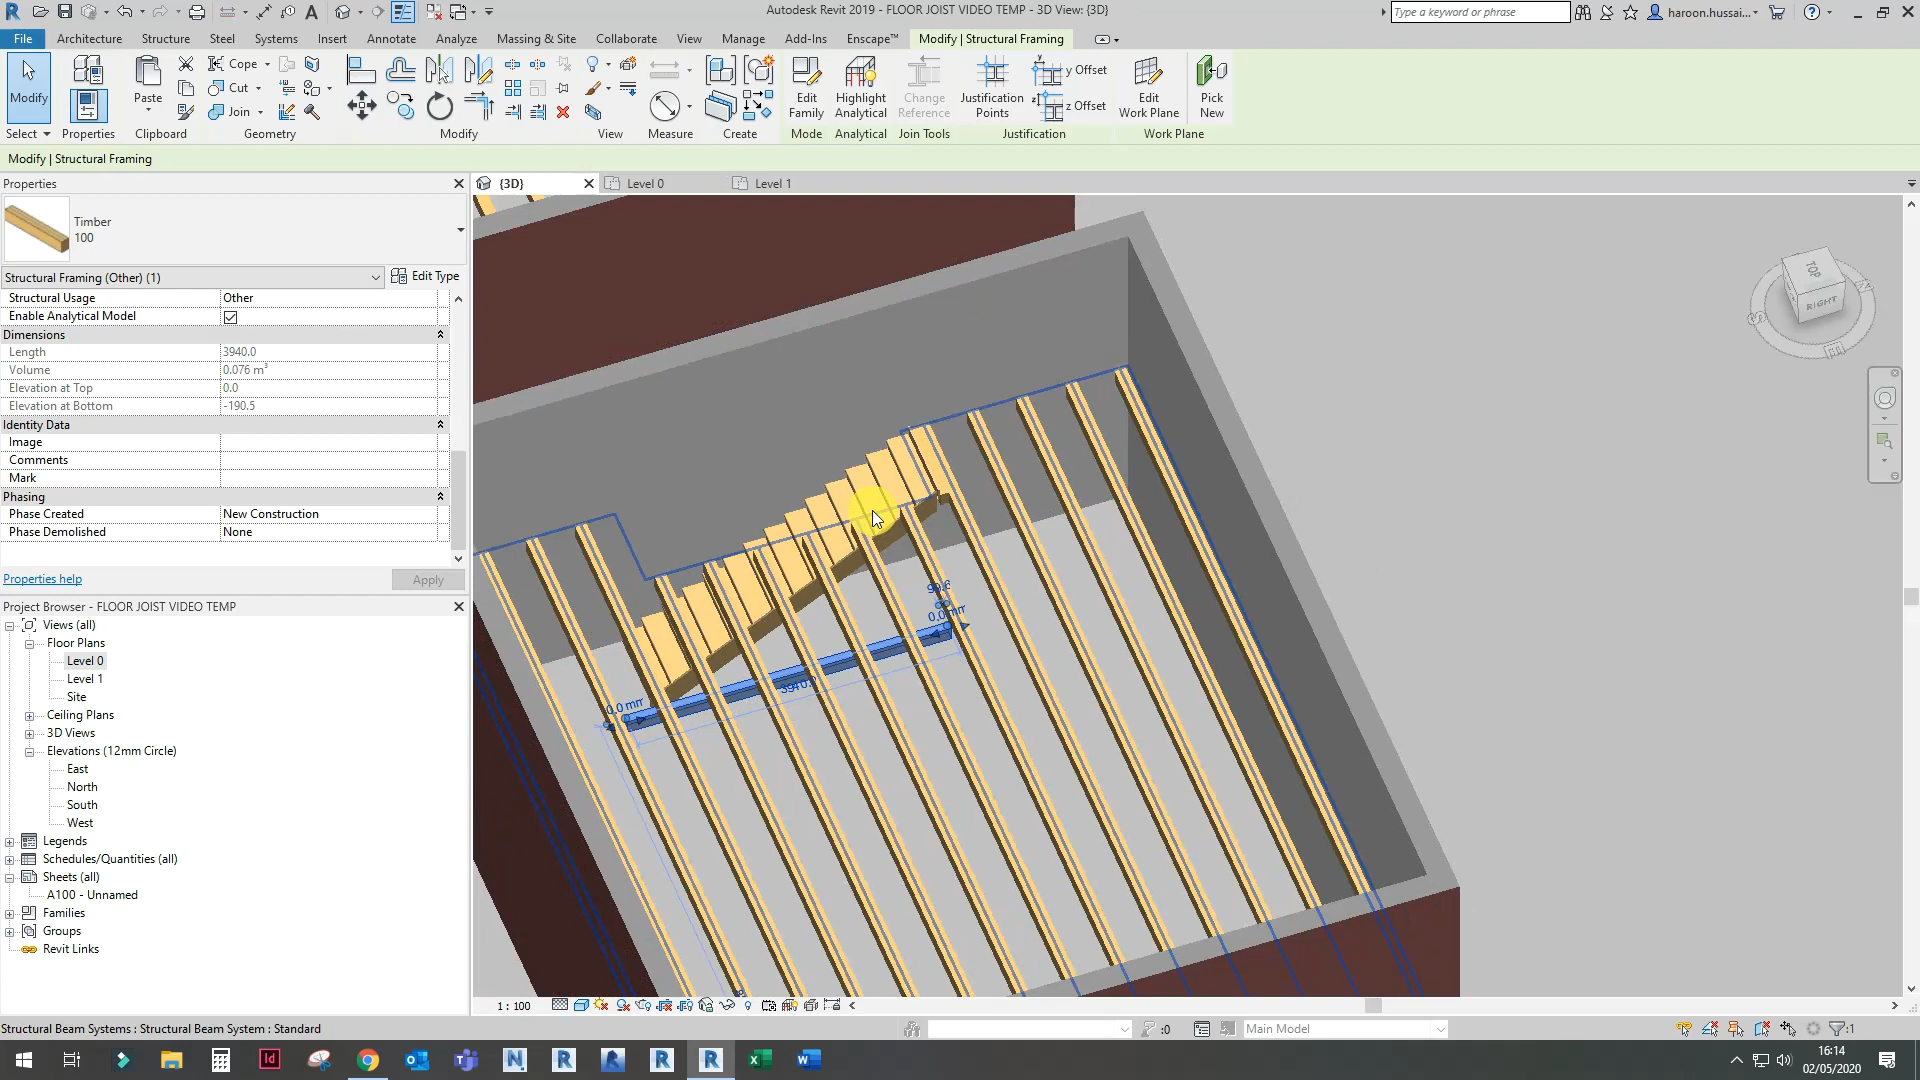 Autodesk Revit 2019 - FLOOR JOIST VIDEO TEMP - 3D View: {3D}
Type a keyword or phrase
haroon.hussai...
File Architecture Structure Steel Systems Insert Annotate Analyze Massing & Site Collaborate View Manage Add-Ins Enscape™ Modify | Structural Framing
Modify
Paste
Cope
Cut
Join
Edit Family
Highlight Analytical
Change Reference
Justification Points
y Offset
z Offset
Edit Work Plane
Pick New
Select Properties Clipboard Geometry Modify View Measure Create Mode Analytical Join Tools Justification Work Plane
Modify | Structural Framing
Properties
{3D}
Level 0
Level 1
Timber
100
Structural Framing (Other) (1)
Edit Type
Structural Usage Other
Enable Analytical Model
Dimensions
Length 3940.0
Volume 0.076 m³
Elevation at Top 0.0
Elevation at Bottom -190.5
Identity Data
Image
Comments
Mark
Phasing
Phase Created New Construction
Phase Demolished None
Properties help
Apply
Project Browser - FLOOR JOIST VIDEO TEMP
Views (all)
Floor Plans
Level 0
Level 1
Site
Ceiling Plans
3D Views
Elevations (12mm Circle)
East
North
South
West
Legends
Schedules/Quantities (all)
Sheets (all)
A100 - Unnamed
Families
Groups
Revit Links
TOP
RIGHT
0.0 mm
1 : 100
Structural Beam Systems : Structural Beam System : Standard
:0
Main Model
:1
16:14
02/05/2020